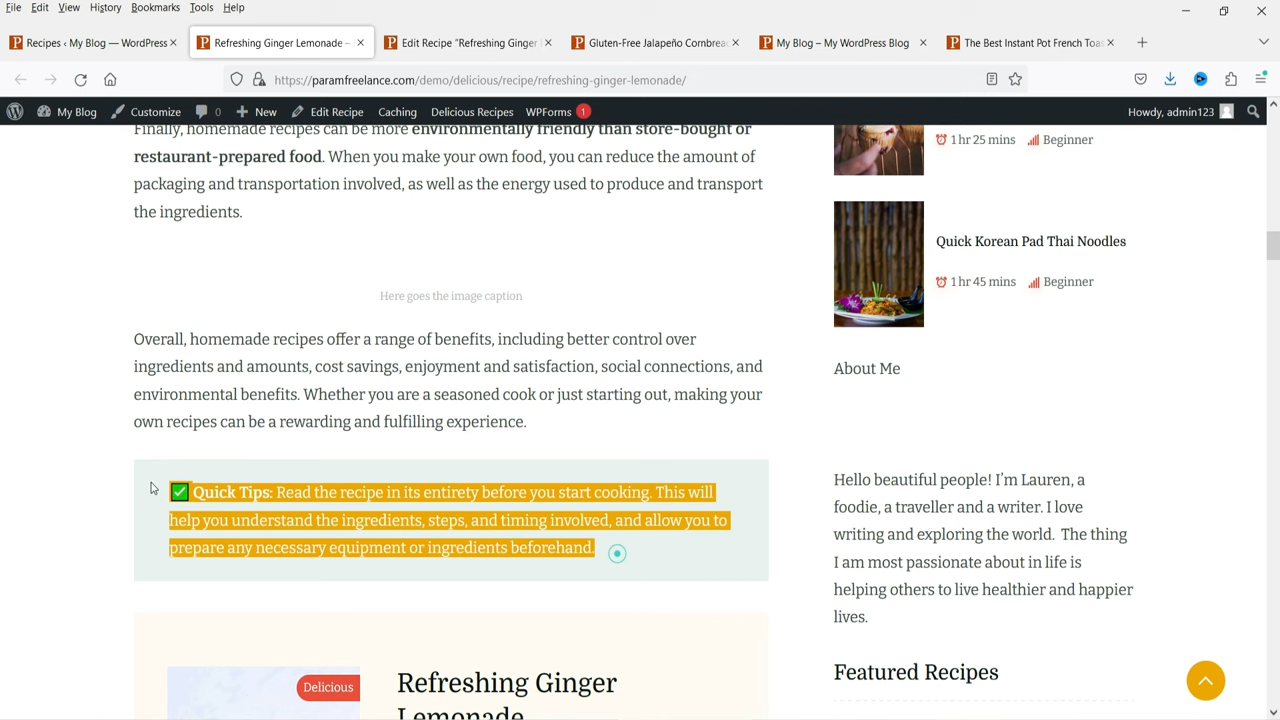 File Edit View History Bookmarks Tools Help
Recipes ‹ My Blog — WordPress
Refreshing Ginger Lemonade –
Edit Recipe "Refreshing Ginger
Gluten-Free Jalapeño Cornbrea
My Blog – My WordPress Blog
The Best Instant Pot French Toas
https://paramfreelance.com/demo/delicious/recipe/refreshing-ginger-lemonade/
My Blog Customize 0 New Edit Recipe Caching Delicious Recipes WPForms 1 Howdy, admin123
Finally, homemade recipes can be more environmentally friendly than store-bought or
restaurant-prepared food. When you make your own food, you can reduce the amount of
packaging and transportation involved, as well as the energy used to produce and transport
the ingredients.
Here goes the image caption
Overall, homemade recipes offer a range of benefits, including better control over
ingredients and amounts, cost savings, enjoyment and satisfaction, social connections, and
environmental benefits. Whether you are a seasoned cook or just starting out, making your
own recipes can be a rewarding and fulfilling experience.
✅ Quick Tips: Read the recipe in its entirety before you start cooking. This will
help you understand the ingredients, steps, and timing involved, and allow you to
prepare any necessary equipment or ingredients beforehand.
Delicious
Refreshing Ginger
Lemonade
1 hr 25 mins Beginner
Quick Korean Pad Thai Noodles
1 hr 45 mins Beginner
About Me
Hello beautiful people! I'm Lauren, a
foodie, a traveller and a writer. I love
writing and exploring the world. The thing
I am most passionate about in life is
helping others to live healthier and happier
lives.
Featured Recipes